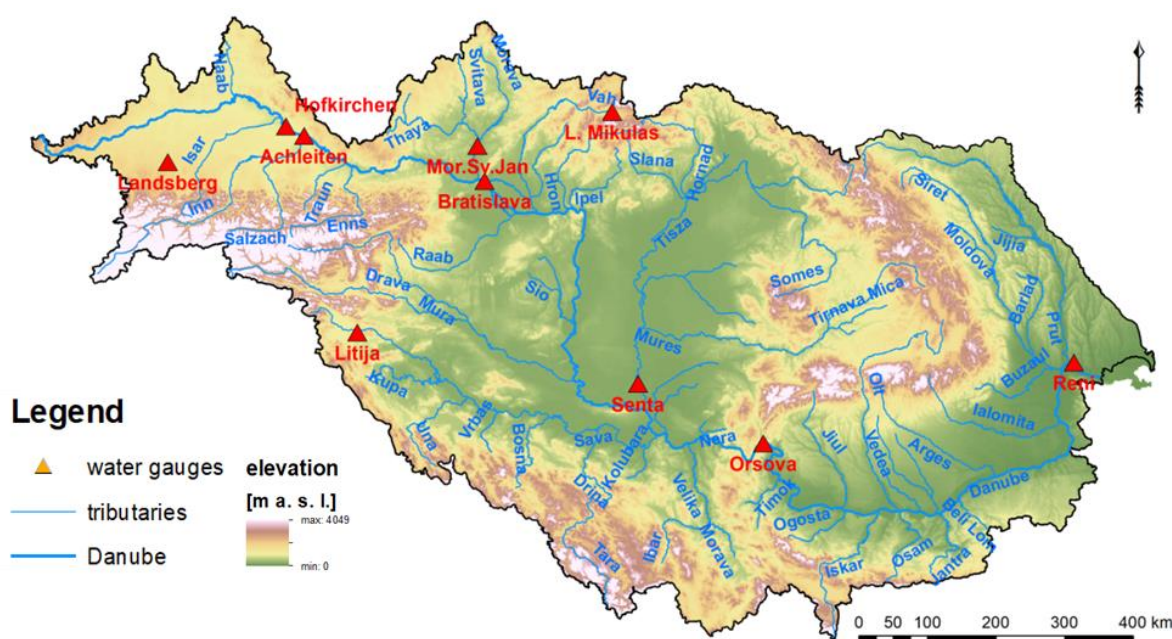 Naab
Hofkirchen
Svitava
Morava
Vah
L. Mikulas
Thaya
Isar
Achleiten
Landsberg
Mor.Sv.Jan
Slana
Hornad
Siret
Inn
Traun
Bratislava
Hron
Ipel
Enns
Salzach
Raab
Tisza
Moldova
Jijia
Drava
Mura
Sio
Somes
Tirnava Mica
Barlad
Prut
Litija
Mures
Buzaul
Reni
Kupa
Senta
Olt
Ialomita
Una
Vrbas
Bosna
Sava
Kolubara
Nera
Orsova
Jiul
Vedea
Arges
Danube
Drina
Velika
Morava
Timok
Ogosta
Beli Lom
Tara
Ibar
Iskar
Osam
Jantra
Legend
water gauges
tributaries
Danube
elevation
[m a. s. l.]
max: 4049
min: 0
0 50 100 200 300 400 km